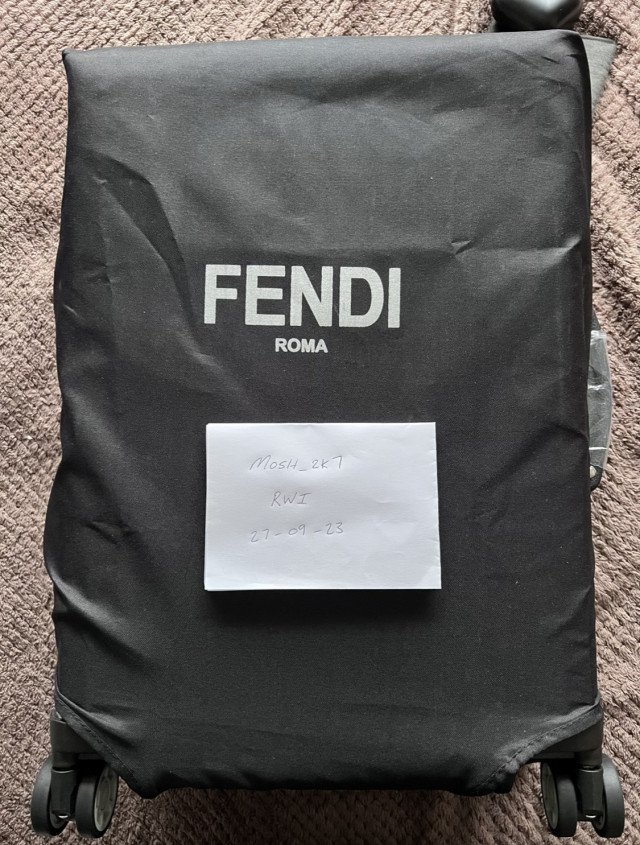 FENDI
ROMA
MOSH_2K7
RWI
27-09-23